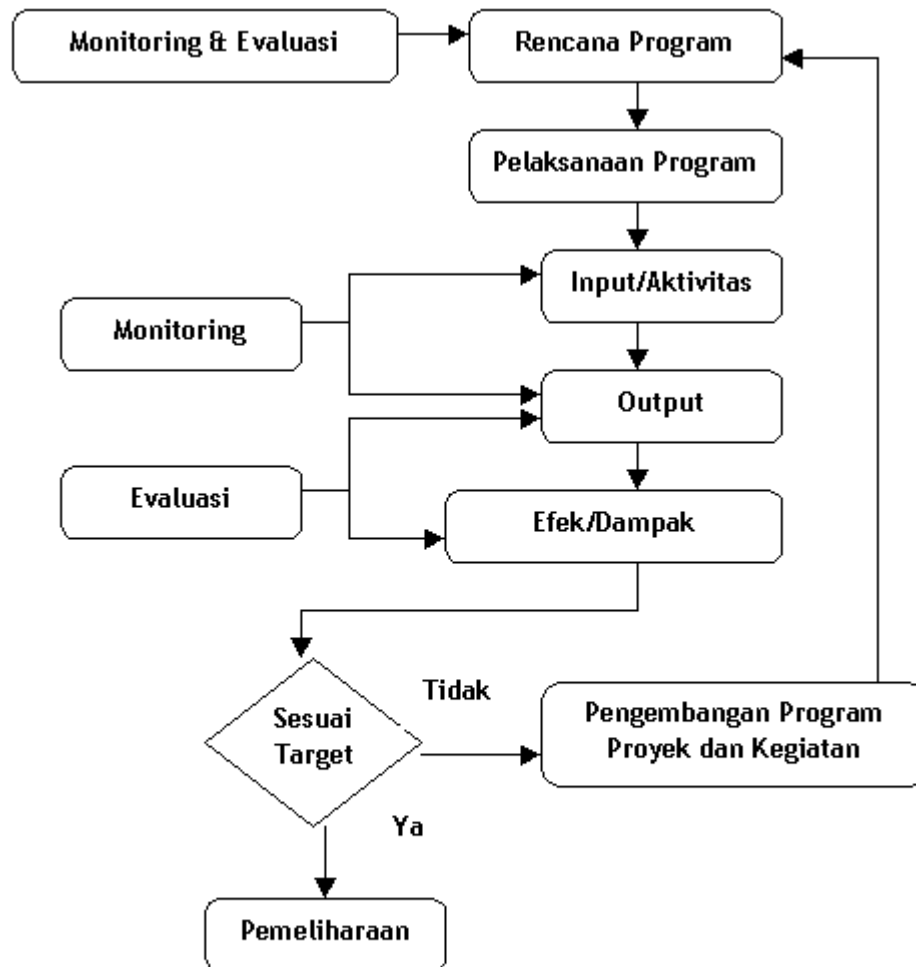 Monitoring & Evaluasi
Rencana Program
Pelaksanaan Program
Input/Aktivitas
Monitoring
Output
Evaluasi
Efek/Dampak
Sesuai
Target
Tidak
Pengembangan Program
Proyek dan Kegiatan
Ya
Pemeliharaan